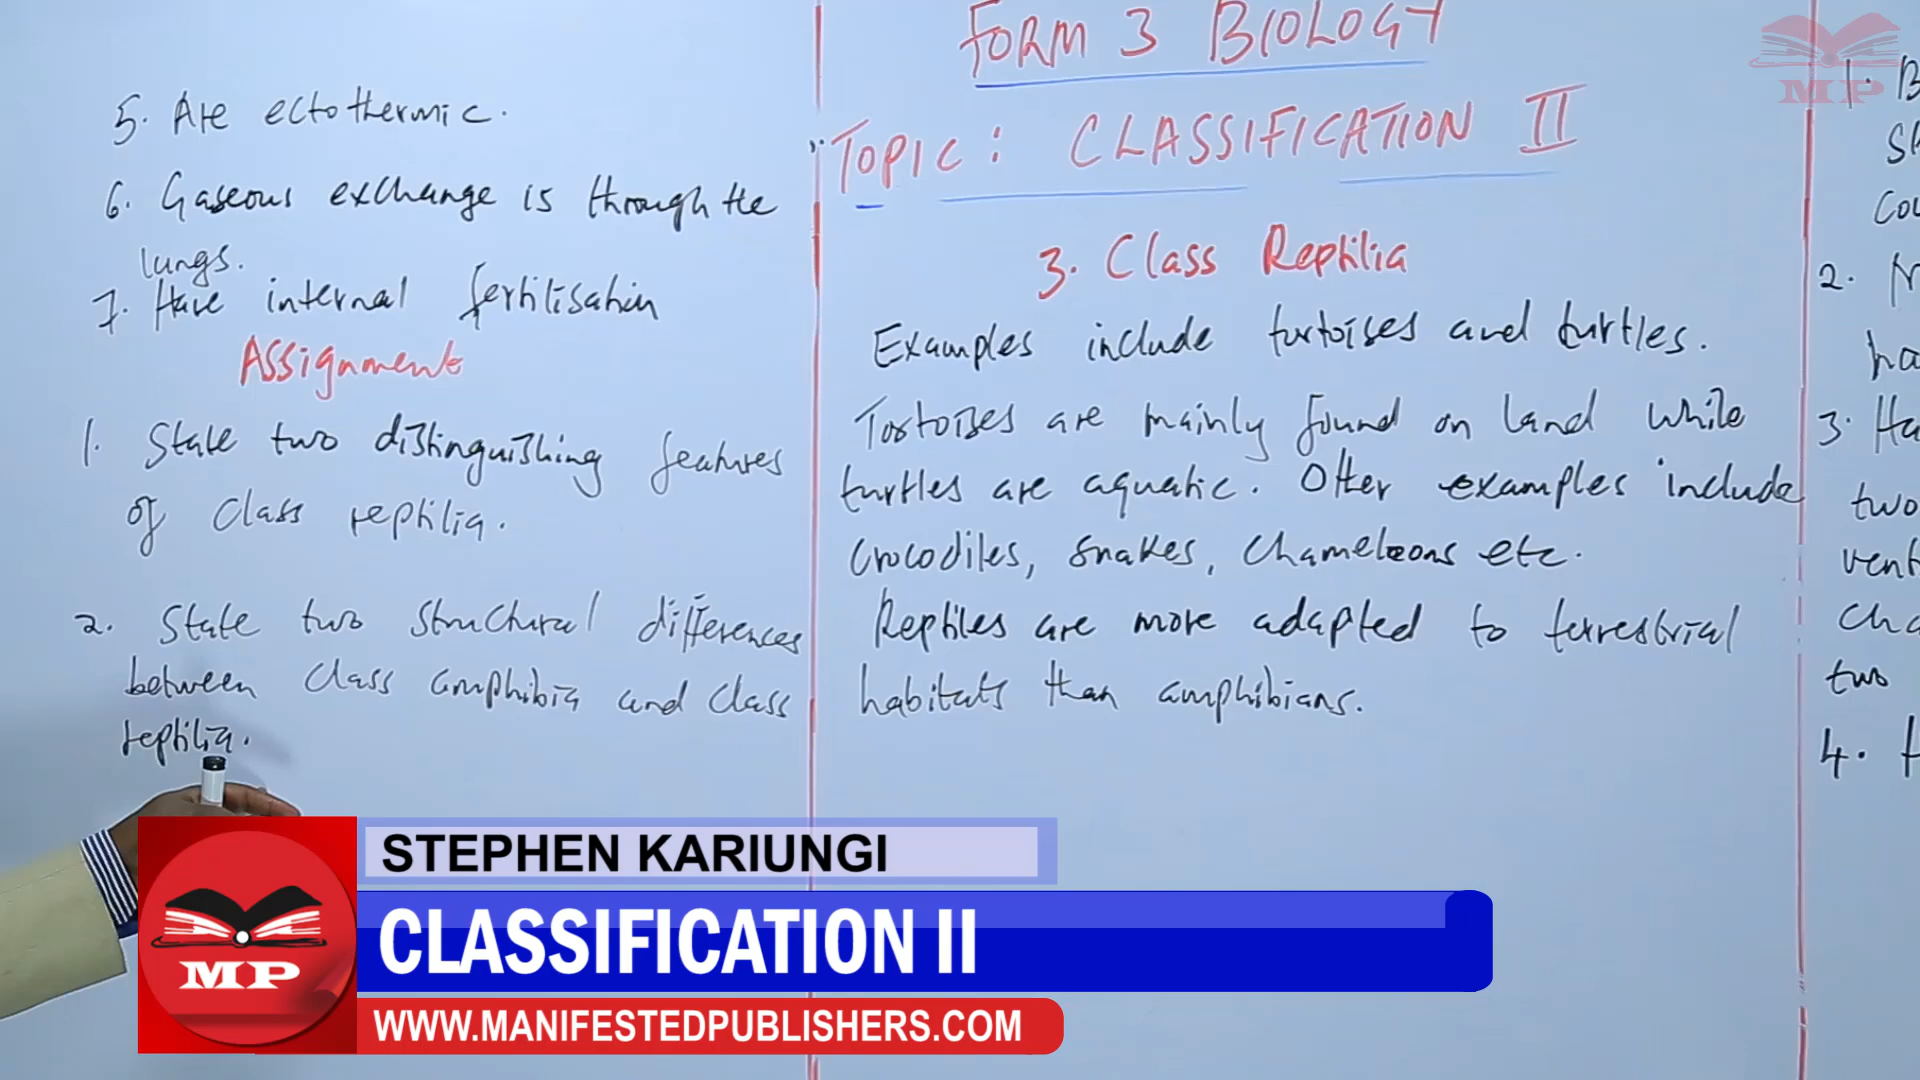 5. Are ectothermic.
6. Gaseous exchange is through the
lungs.
7. Have internal fertilisation
Assignment
1. State two distinguishing features
of class reptilia.
2. State two structural differences
between class amphibia and class
reptilia.
FORM 3 BIOLOGY
TOPIC: CLASSIFICATION II
3. Class Reptilia
Examples include tortoises and turtles.
Tortoises are mainly found on land while
turtles are aquatic. Other examples include
crocodiles, snakes, chameleons etc.
Reptiles are more adapted to terrestrial
habitats than amphibians.
1. B
2.
3. Ha
two
vent
cha
two
4. H
MP
STEPHEN KARIUNGI
CLASSIFICATION II
MP
WWW.MANIFESTEDPUBLISHERS.COM